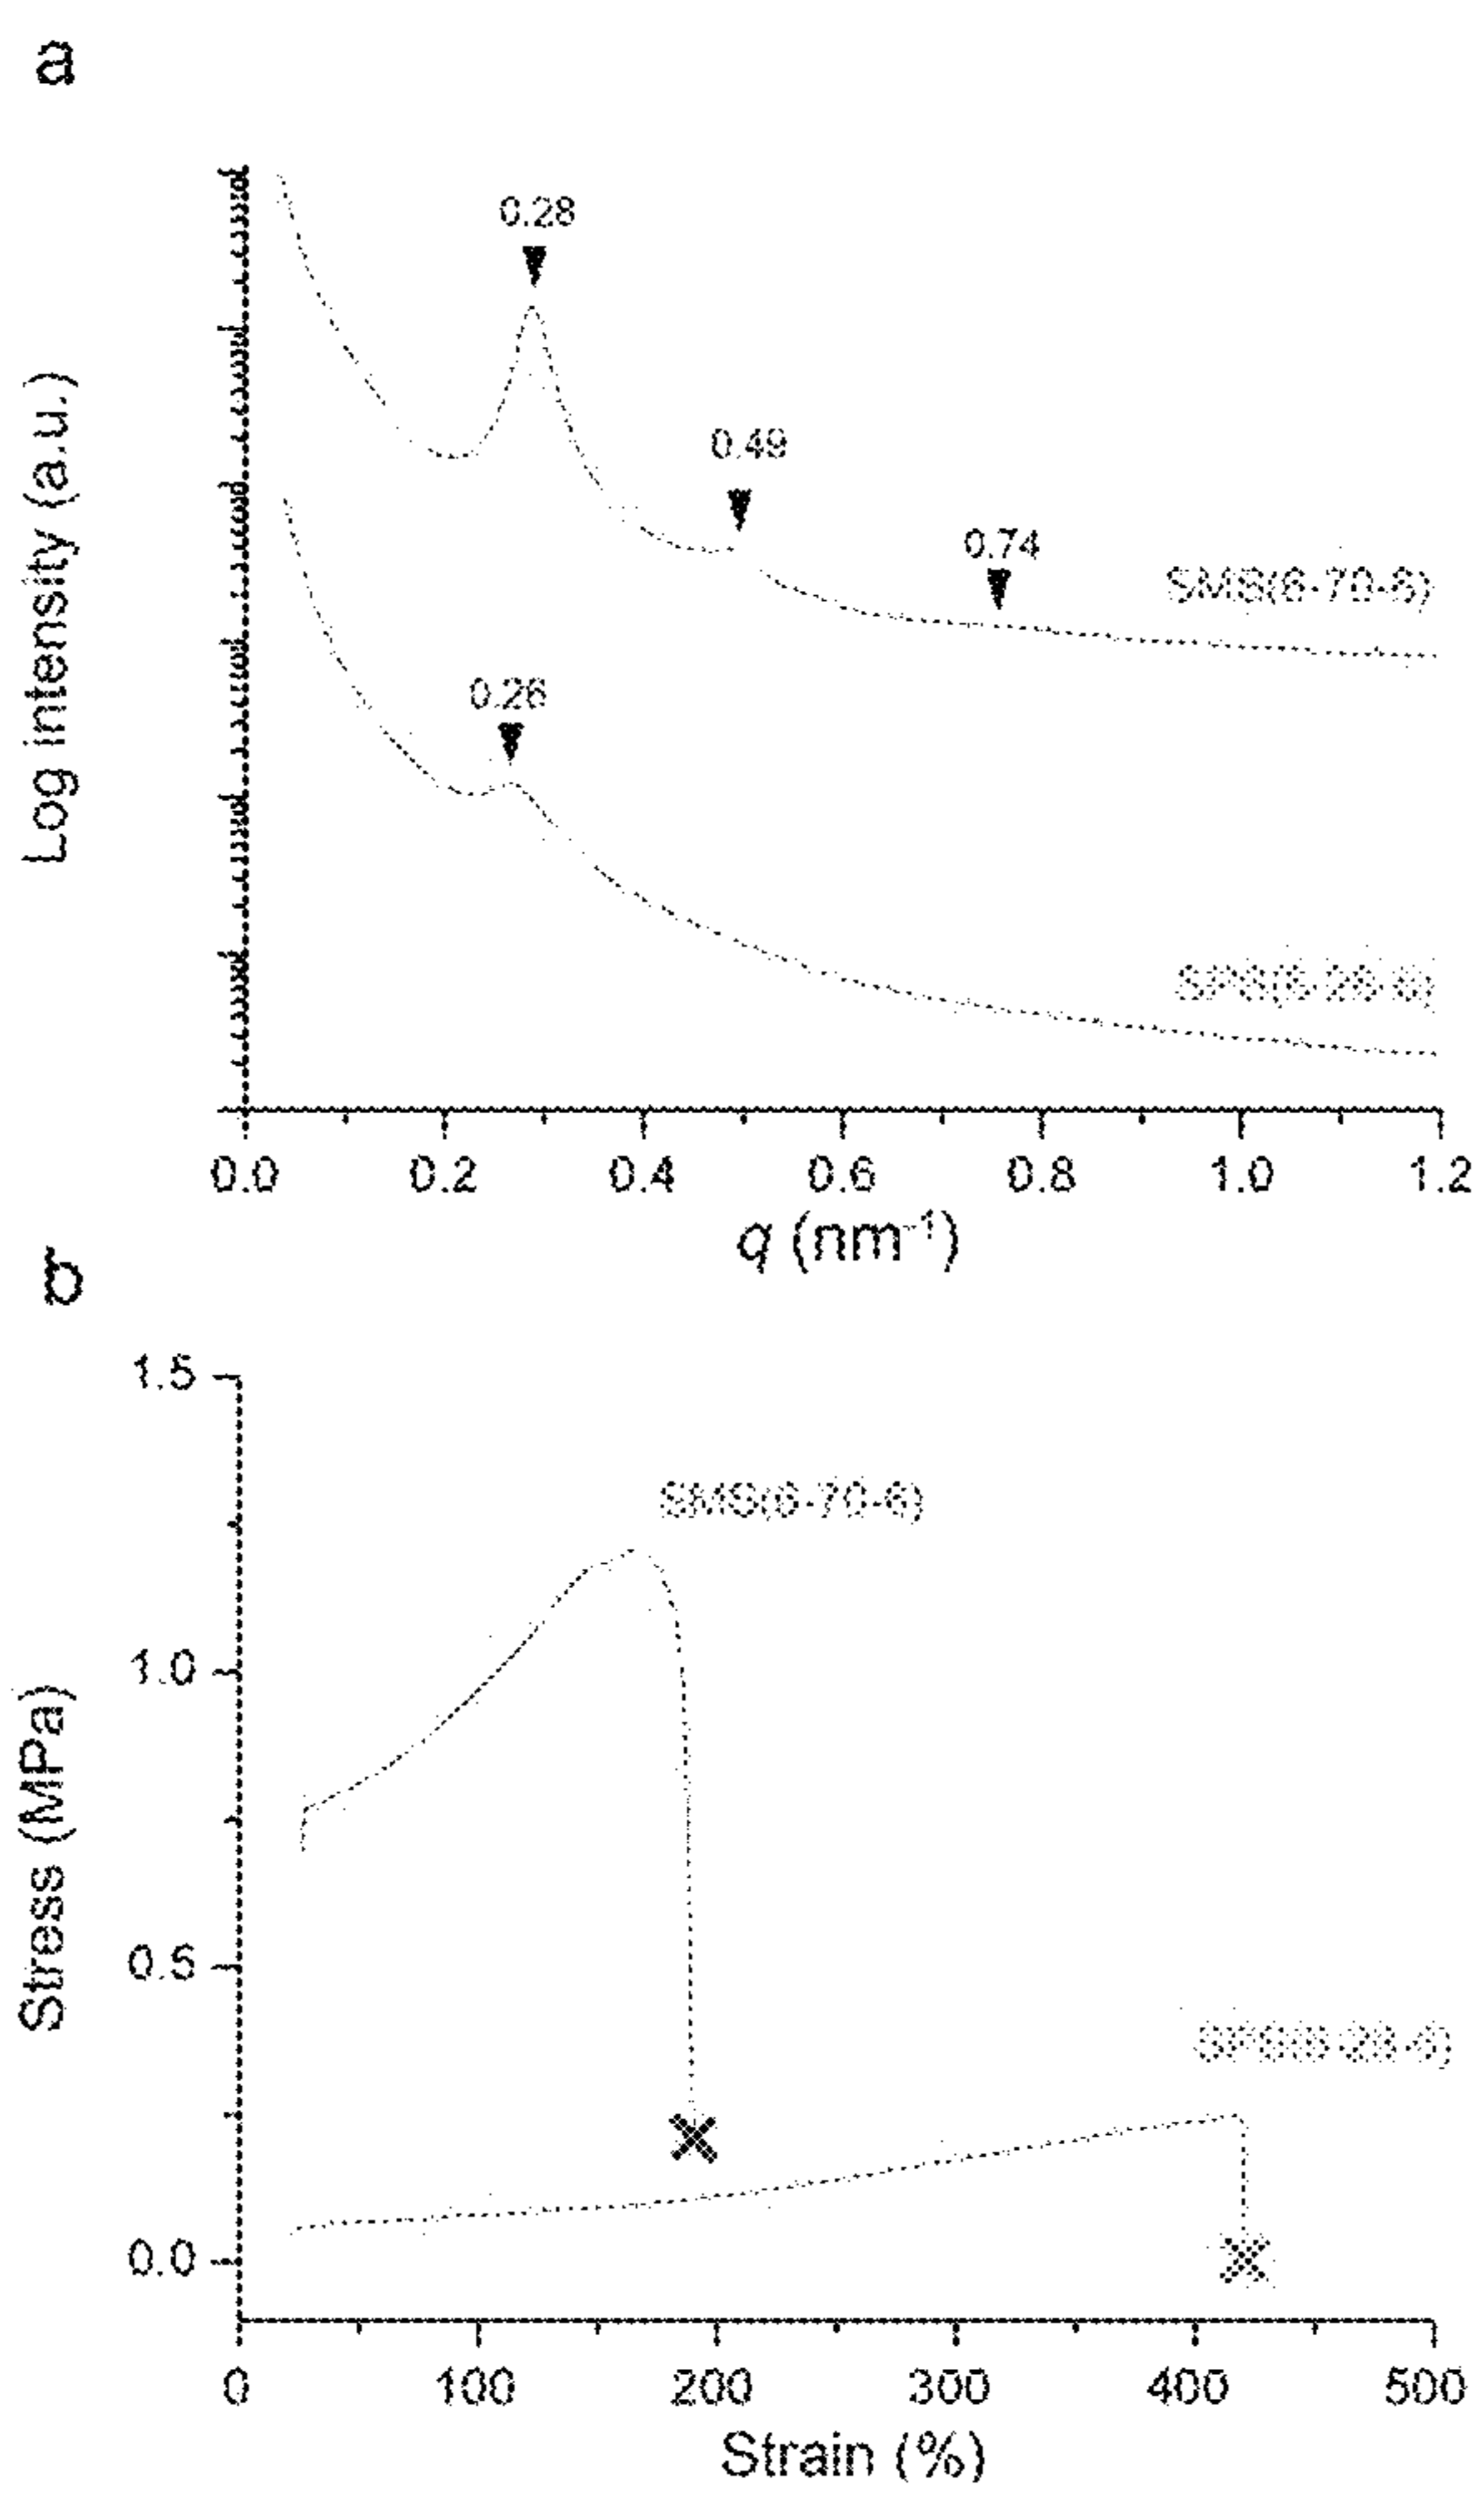 a
0.28
0.49
0.74
SMS(6-70-6)
0.26
Log intensity (a.u.)
0.0 0.2 0.4 0.6 0.8 1.0 1.2
q (nm⁻¹)
b
1.5
SMS(6-70-6)
1.0
0.5
0.0
Stress (MPa)
0 100 200 300 400 500
Strain (%)